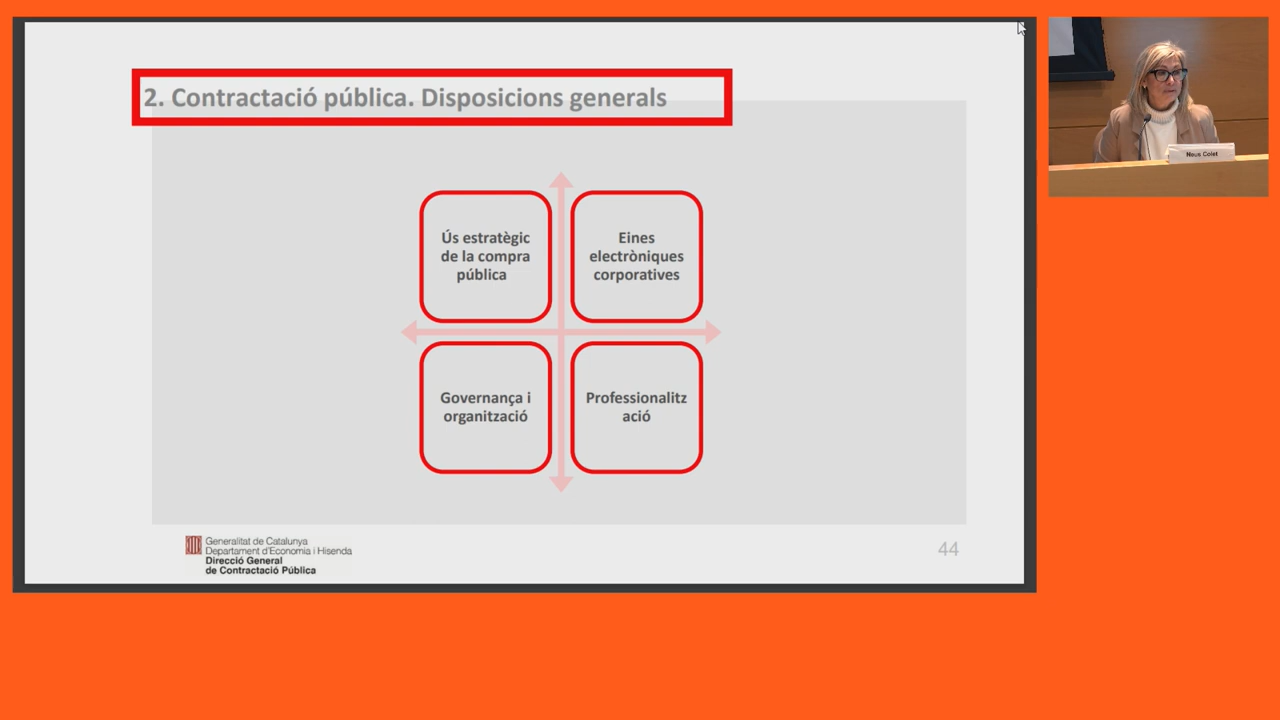 2. Contractació pública. Disposicions generals
Ús estratègic
de la compra
pública
Eines
electròniques
corporatives
Governança i
organització
Professionalitz
ació
Generalitat de Catalunya
Departament d'Economia i Hisenda
Direcció General
de Contractació Pública
44
Neus Colet